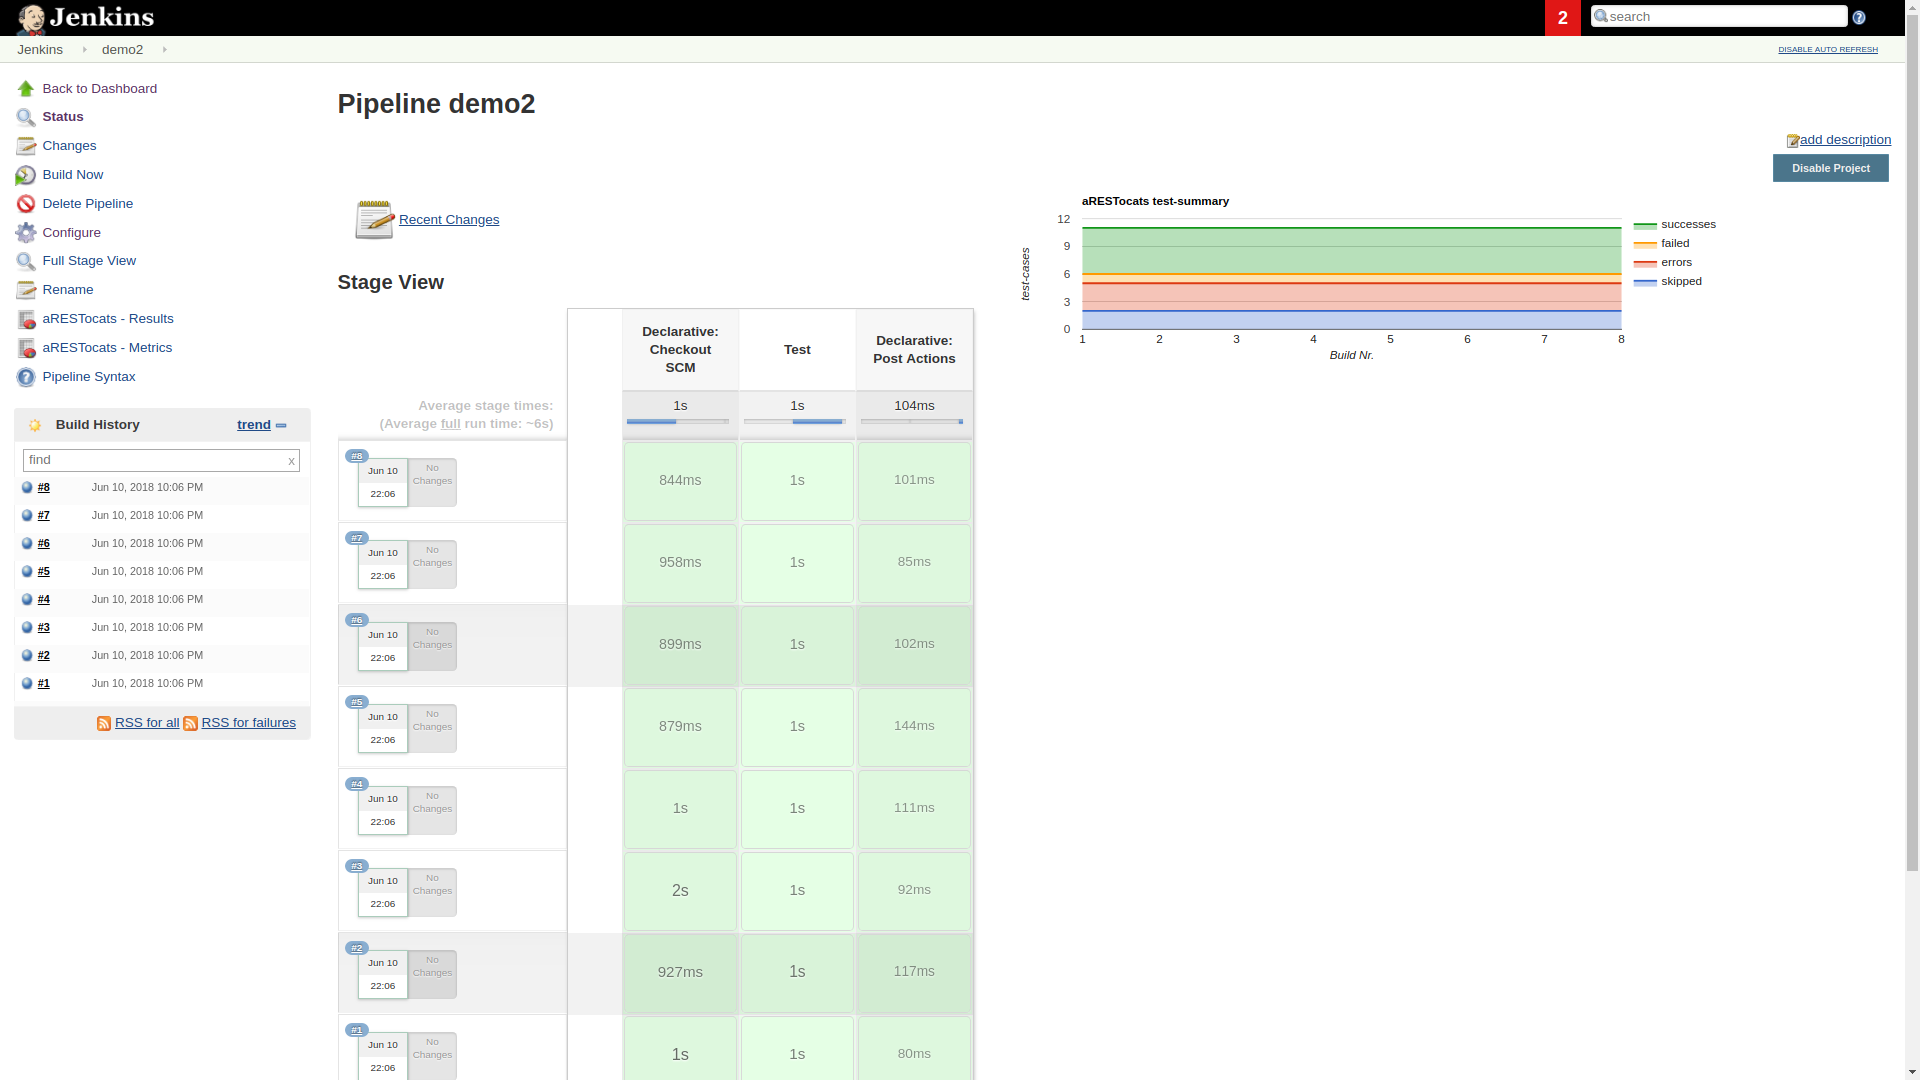 Jenkins
2
search
Jenkins
demo2
DISABLE AUTO REFRESH
Back to Dashboard
Status
Changes
Build Now
Delete Pipeline
Configure
Full Stage View
Rename
aRESTocats - Results
aRESTocats - Metrics
Pipeline Syntax
Build History
trend
find
x
#8 Jun 10, 2018 10:06 PM
#7 Jun 10, 2018 10:06 PM
#6 Jun 10, 2018 10:06 PM
#5 Jun 10, 2018 10:06 PM
#4 Jun 10, 2018 10:06 PM
#3 Jun 10, 2018 10:06 PM
#2 Jun 10, 2018 10:06 PM
#1 Jun 10, 2018 10:06 PM
RSS for all RSS for failures
Pipeline demo2
add description
Disable Project
Recent Changes
aRESTocats test-summary
test-cases
12
9
6
3
0
1 2 3 4 5 6 7 8
Build Nr.
successes
failed
errors
skipped
Stage View
Declarative:
Checkout
SCM
Test
Declarative:
Post Actions
Average stage times:
(Average full run time: ~6s)
1s 1s 104ms
#8
Jun 10
22:06
No
Changes
844ms 1s 101ms
#7
Jun 10
22:06
No
Changes
958ms 1s 85ms
#6
Jun 10
22:06
No
Changes
899ms 1s 102ms
#5
Jun 10
22:06
No
Changes
879ms 1s 144ms
#4
Jun 10
22:06
No
Changes
1s 1s 111ms
#3
Jun 10
22:06
No
Changes
2s 1s 92ms
#2
Jun 10
22:06
No
Changes
927ms 1s 117ms
#1
Jun 10
22:06
No
Changes
1s 1s 80ms